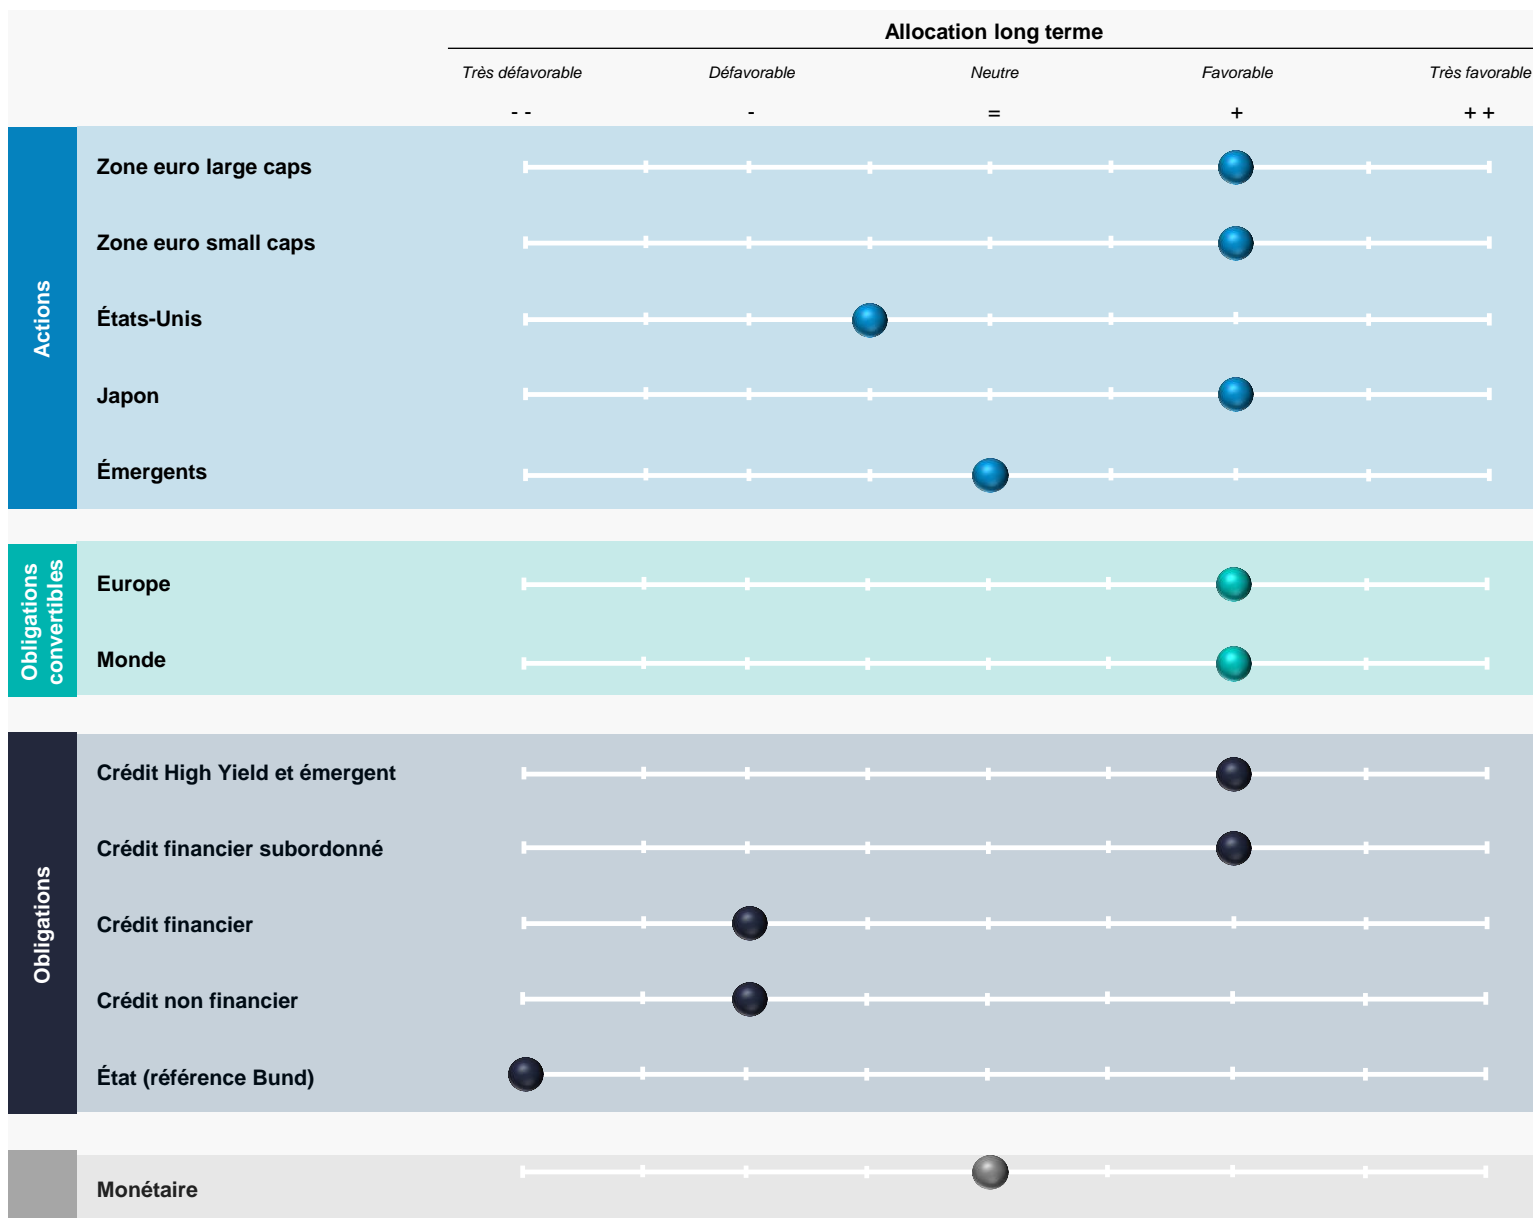 Allocation long terme
Très défavorable Défavorable Neutre Favorable Très favorable
- - - = + + +
Actions
Zone euro large caps
Zone euro small caps
États-Unis
Japon
Émergents
Obligations
convertibles
Europe
Monde
Obligations
Crédit High Yield et émergent
Crédit financier subordonné
Crédit financier
Crédit non financier
État (référence Bund)
Monétaire